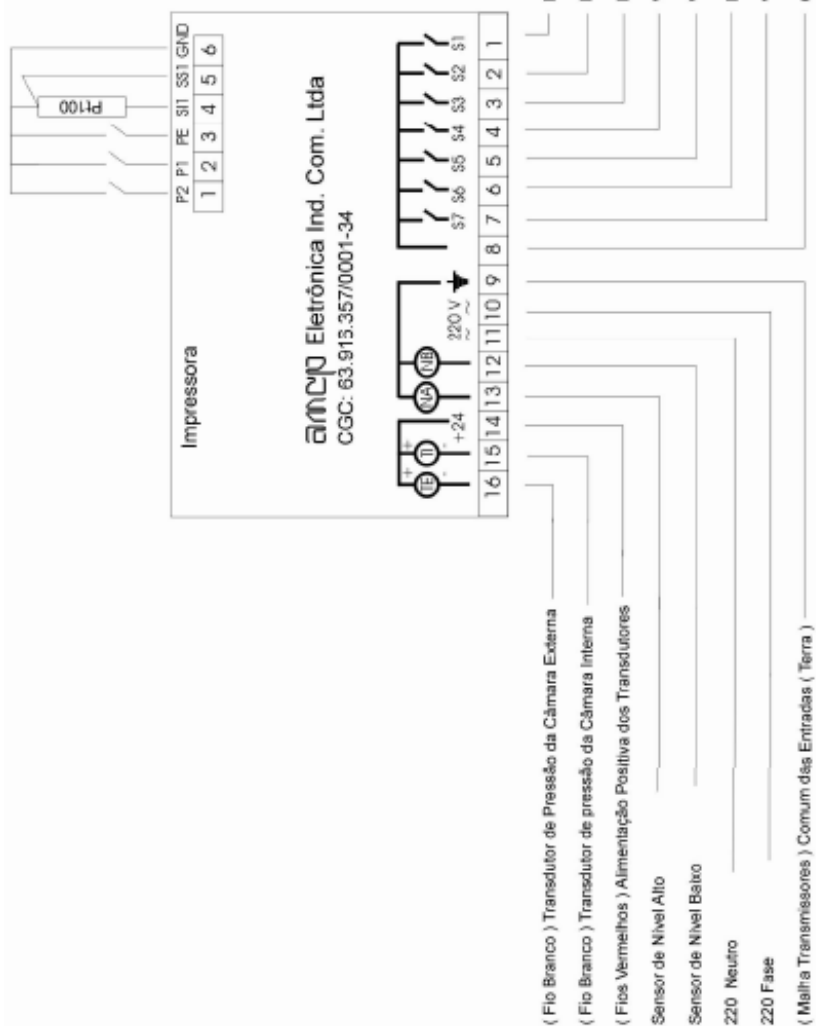 P2 P1 PE SI1 SS1 GND
Pt100
1 2 3 4 5 6
Impressora
amcp Eletrônica Ind. Com. Ltda
CGC: 63.915.357/0001-34
TE TI +24 NA NB 220 V S7 S6 S5 S4 S3 S2 S1
+ +
- -
~ ~
16 15 14 13 12 11 10 9 8 7 6 5 4 3 2 1
( Fio Branco ) Transdutor de Pressão da Câmara Externa
( Fio Branco ) Transdutor de pressão da Câmara Interna
( Fios Vermelhos ) Alimentação Positiva dos Transdutores
Sensor de Nível Alto
Sensor de Nível Baixo
220 Neutro
220 Fase
( Malha Transmissores ) Comum das Entradas ( Terra )